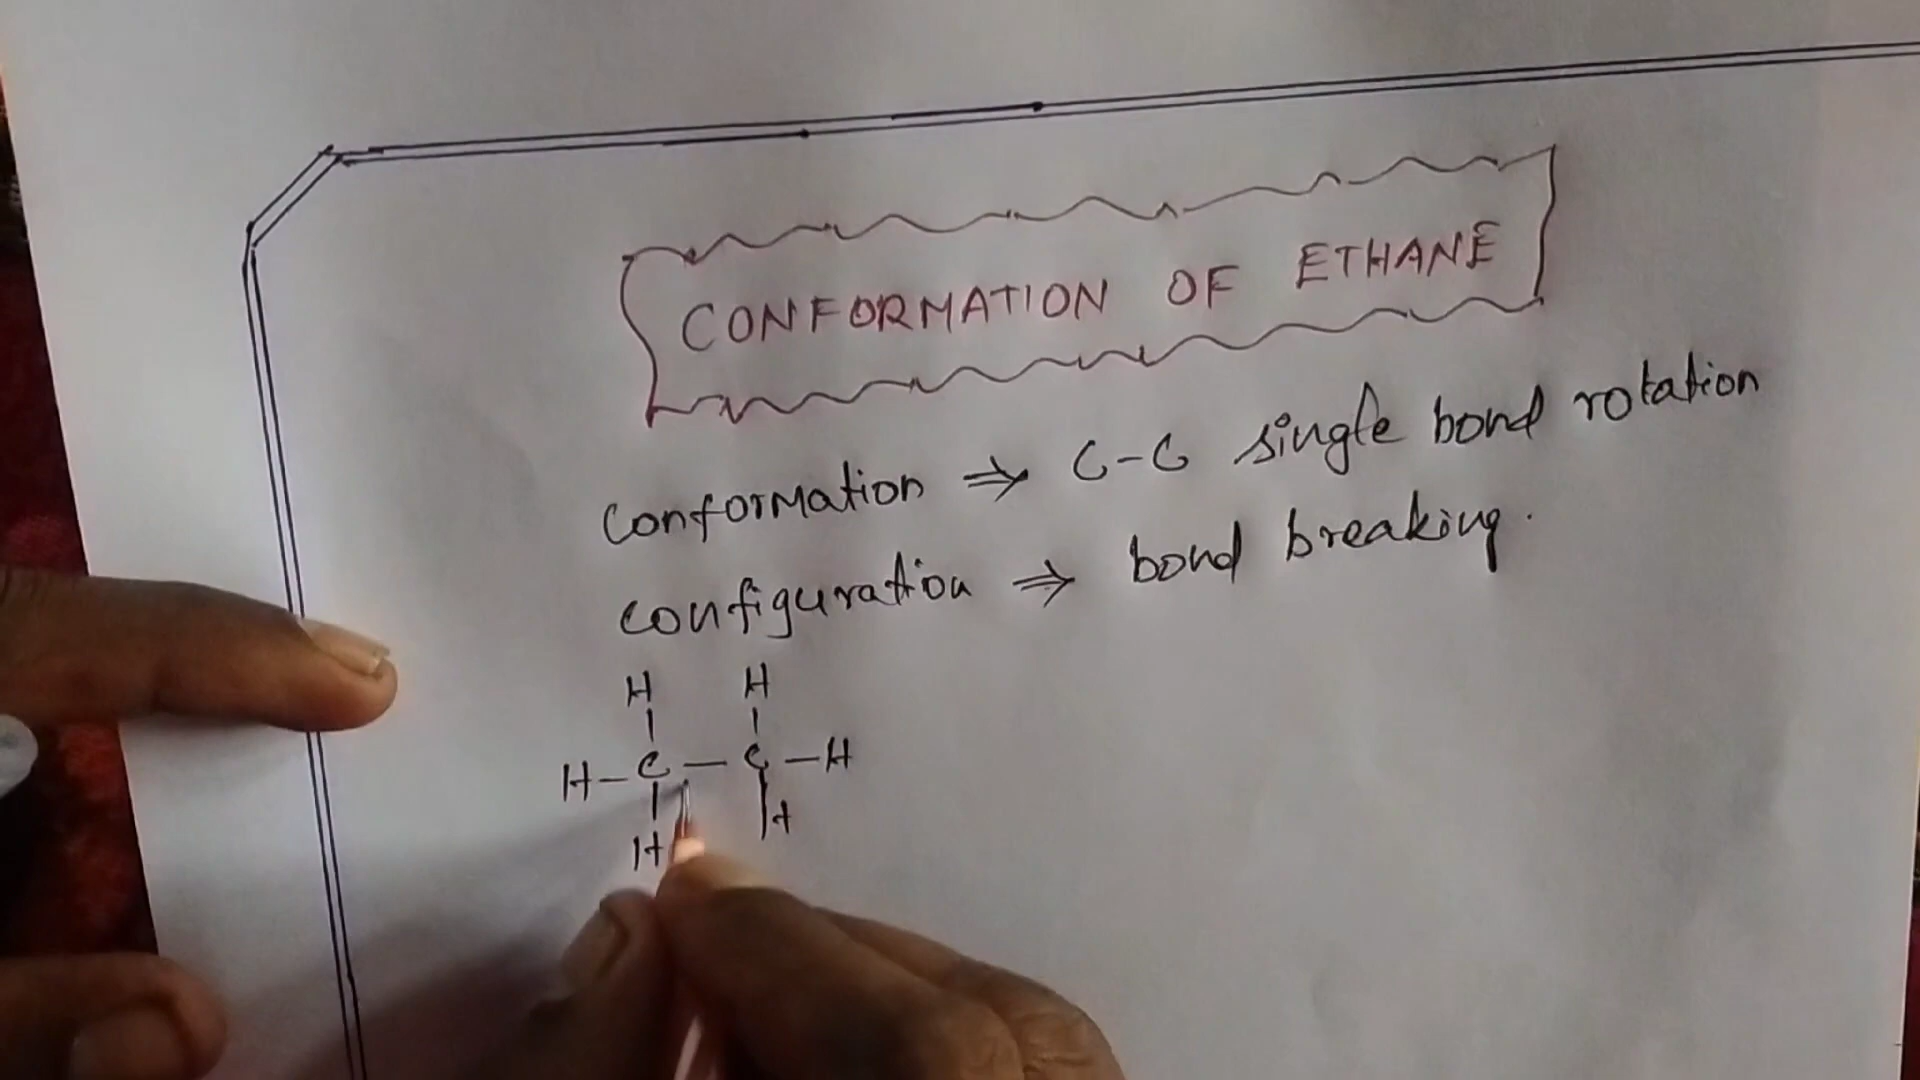 CONFORMATION OF ETHANE
conformation ⇒ C-C single bond rotation
configuration ⇒ bond breaking.
H H
H-C-C-H
H H